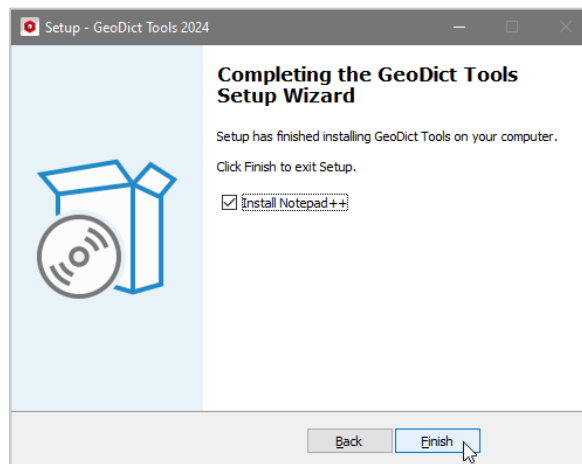 Setup - GeoDict Tools 2024
Completing the GeoDict Tools
Setup Wizard
Setup has finished installing GeoDict Tools on your computer.
Click Finish to exit Setup.
Install Notepad++
Back
Finish